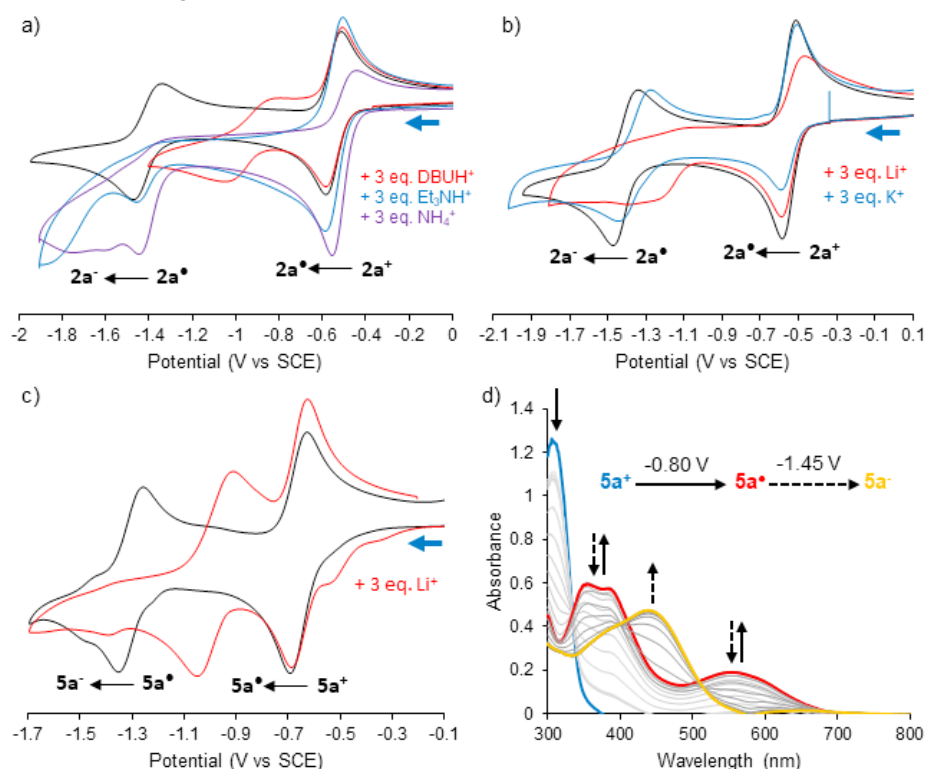 a)
+ 3 eq. DBUH⁺
+ 3 eq. Et₃NH⁺
+ 3 eq. NH₄⁺
2a⁻ ← 2a•
2a• ← 2a⁺
-2 -1.8 -1.6 -1.4 -1.2 -1 -0.8 -0.6 -0.4 -0.2 0
Potential (V vs SCE)
b)
+ 3 eq. Li⁺
+ 3 eq. K⁺
2a⁻ ← 2a•
2a• ← 2a⁺
-2.1 -1.9 -1.7 -1.5 -1.3 -1.1 -0.9 -0.7 -0.5 -0.3 -0.1 0.1
Potential (V vs SCE)
c)
+ 3 eq. Li⁺
5a⁻ ← 5a•
5a• ← 5a⁺
-1.7 -1.5 -1.3 -1.1 -0.9 -0.7 -0.5 -0.3 -0.1
Potential (V vs SCE)
d)
1.4
1.2
1
0.8
0.6
0.4
0.2
0
Absorbance
-0.80 V -1.45 V
5a⁺ 5a• 5a⁻
300 400 500 600 700 800
Wavelength (nm)